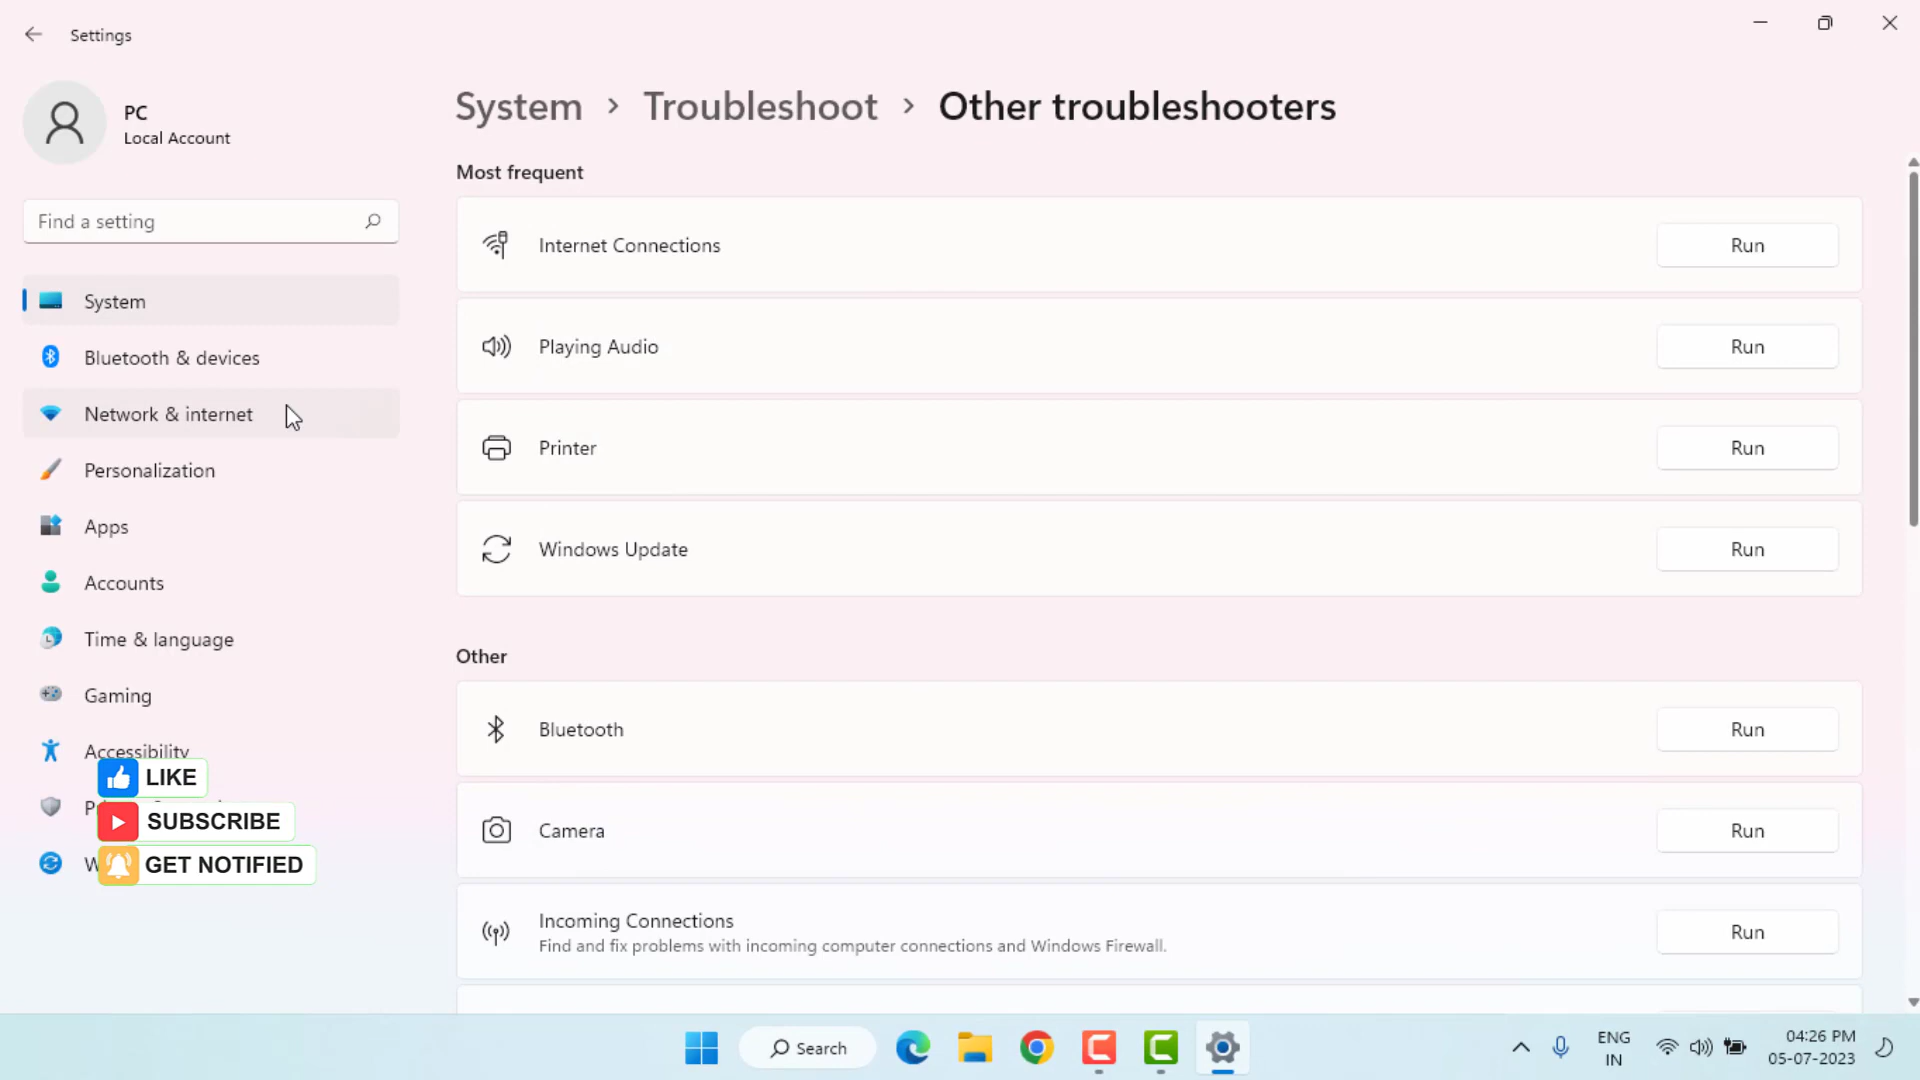 Settings
PC
Local Account
Find a setting
System
Bluetooth & devices
Network & internet
Personalization
Apps
Accounts
Time & language
Gaming
Accessibility
LIKE
SUBSCRIBE
GET NOTIFIED
System > Troubleshoot > Other troubleshooters
Most frequent
Internet Connections
Run
Playing Audio
Run
Printer
Run
Windows Update
Run
Other
Bluetooth
Run
Camera
Run
Incoming Connections
Find and fix problems with incoming computer connections and Windows Firewall.
Run
Search
ENG
IN
04:26 PM
05-07-2023